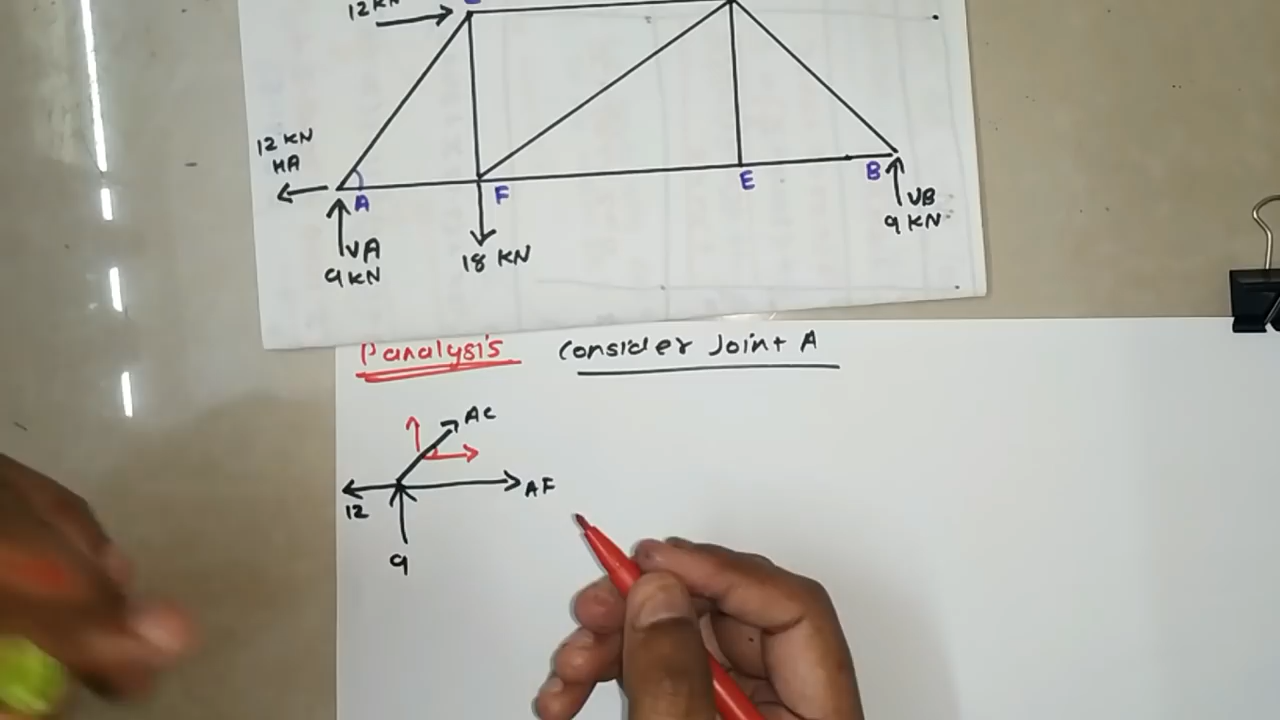 12 KN
12 KN
HA
A
F
E
B
VA
9 KN
18 KN
VB
9 KN
Panalysis Consider Joint A
AC
AF
12
9